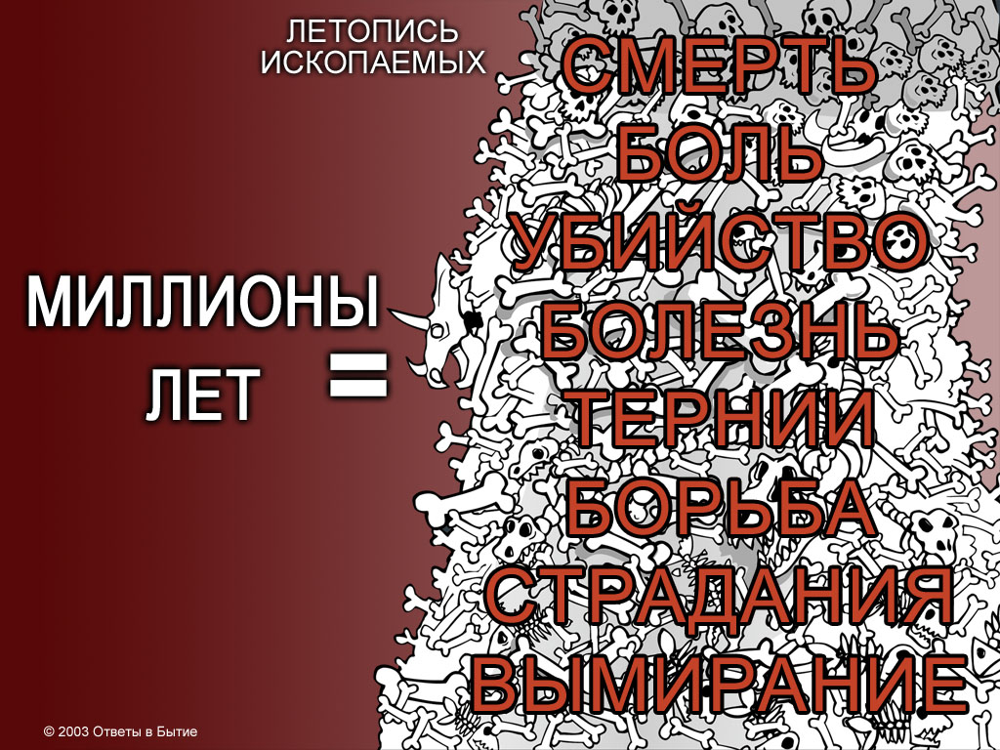 ЛЕТОПИСЬ
ИСКОПАЕМЫХ
МИЛЛИОНЫ
ЛЕТ =
СМЕРТЬ
БОЛЬ
УБИЙСТВО
БОЛЕЗНЬ
ТЕРНИИ
БОРЬБА
СТРАДАНИЯ
ВЫМИРАНИЕ
© 2003 Ответы в Бытие